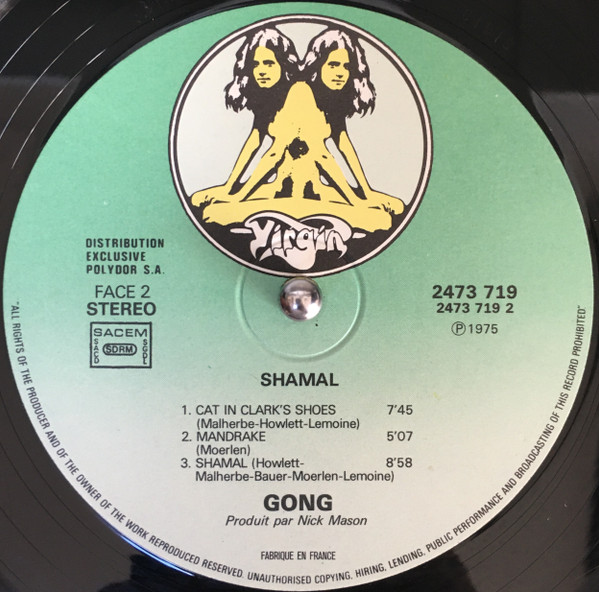 Virgin
DISTRIBUTION
EXCLUSIVE
POLYDOR S.A.
FACE 2
STEREO
SACEM
SACD
SDRM
SGDL
2473 719
2473 719 2
Ⓟ 1975
SHAMAL
1. CAT IN CLARK'S SHOES 7'45
(Malherbe-Howlett-Lemoine)
2. MANDRAKE 5'07
(Moerlen)
3. SHAMAL (Howlett- 8'58
Malherbe-Bauer-Moerlen-Lemoine)
GONG
Produit par Nick Mason
FABRIQUE EN FRANCE
"ALL RIGHTS OF THE PRODUCER AND OF THE OWNER OF THE WORK REPRODUCED RESERVED. UNAUTHORISED COPYING, HIRING, LENDING, PUBLIC PERFORMANCE AND BROADCASTING OF THIS RECORD PROHIBITED"